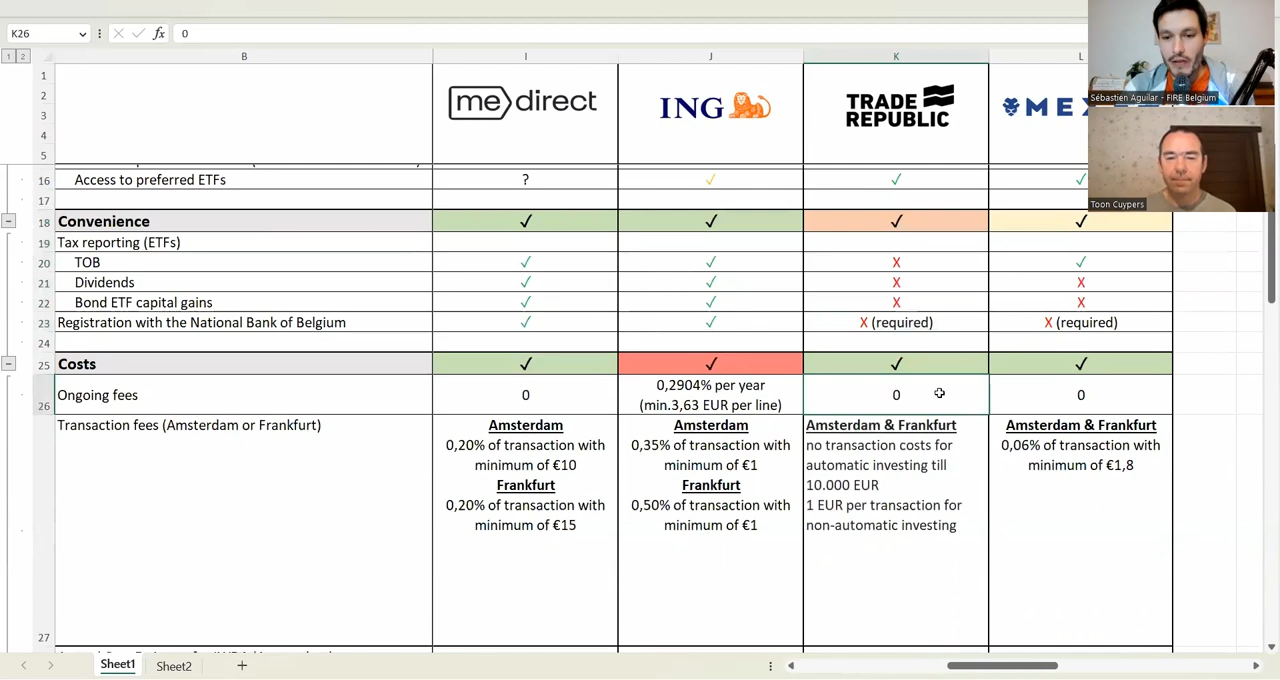 K26
fx
0
1 2
B
I
J
K
L
1
2
3
4
5
me direct
ING
TRADE
REPUBLIC
Sébastien Aguilar - FIRE Belgium
Toon Cuypers
16 Access to preferred ETFs ? ✓ ✓ ✓
17
18 Convenience ✓ ✓ ✓ ✓
19 Tax reporting (ETFs)
20 TOB ✓ ✓ X ✓
21 Dividends ✓ ✓ X X
22 Bond ETF capital gains ✓ ✓ X X
23 Registration with the National Bank of Belgium ✓ ✓ X (required) X (required)
24
25 Costs ✓ ✓ ✓ ✓
26 Ongoing fees
0
0,2904% per year
(min.3,63 EUR per line)
0
0
27 Transaction fees (Amsterdam or Frankfurt)
Amsterdam
0,20% of transaction with
minimum of €10
Frankfurt
0,20% of transaction with
minimum of €15
Amsterdam
0,35% of transaction with
minimum of €1
Frankfurt
0,50% of transaction with
minimum of €1
Amsterdam & Frankfurt
no transaction costs for
automatic investing till
10.000 EUR
1 EUR per transaction for
non-automatic investing
Amsterdam & Frankfurt
0,06% of transaction with
minimum of €1,8
Sheet1
Sheet2